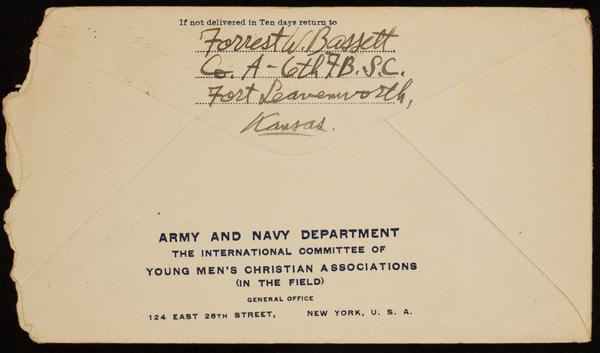 If not delivered in Ten days return to
Forrest W. Bassett
Co. A - 6th F B. S.C.
Fort Leavenworth,
Kansas.
ARMY AND NAVY DEPARTMENT
THE INTERNATIONAL COMMITTEE OF
YOUNG MEN'S CHRISTIAN ASSOCIATIONS
(IN THE FIELD)
GENERAL OFFICE
124 EAST 28TH STREET, NEW YORK, U. S. A.